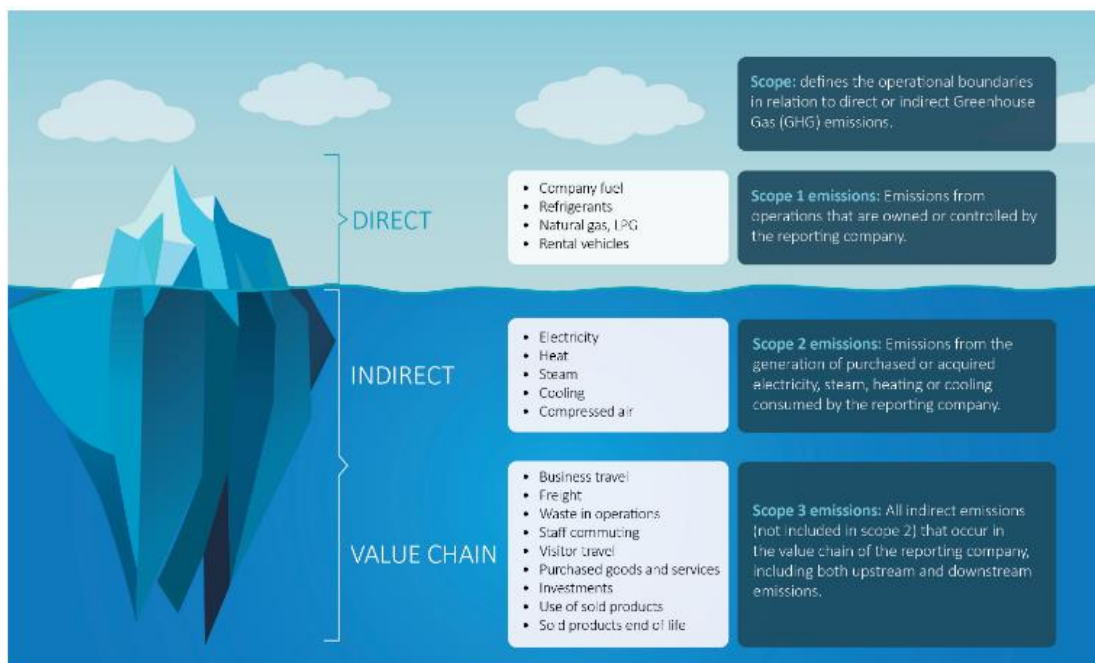 Scope: defines the operational boundaries
in relation to direct or indirect Greenhouse
Gas (GHG) emissions.
DIRECT
• Company fuel
• Refrigerants
• Natural gas, LPG
• Rental vehicles
Scope 1 emissions: Emissions from
operations that are owned or controlled by
the reporting company.
INDIRECT
• Electricity
• Heat
• Steam
• Cooling
• Compressed air
Scope 2 emissions: Emissions from the
generation of purchased or acquired
electricity, steam, heating or cooling
consumed by the reporting company.
VALUE CHAIN
• Business travel
• Freight
• Waste in operations
• Staff commuting
• Visitor travel
• Purchased goods and services
• Investments
• Use of sold products
• Sold products end of life
Scope 3 emissions: All indirect emissions
(not included in scope 2) that occur in
the value chain of the reporting company,
including both upstream and downstream
emissions.